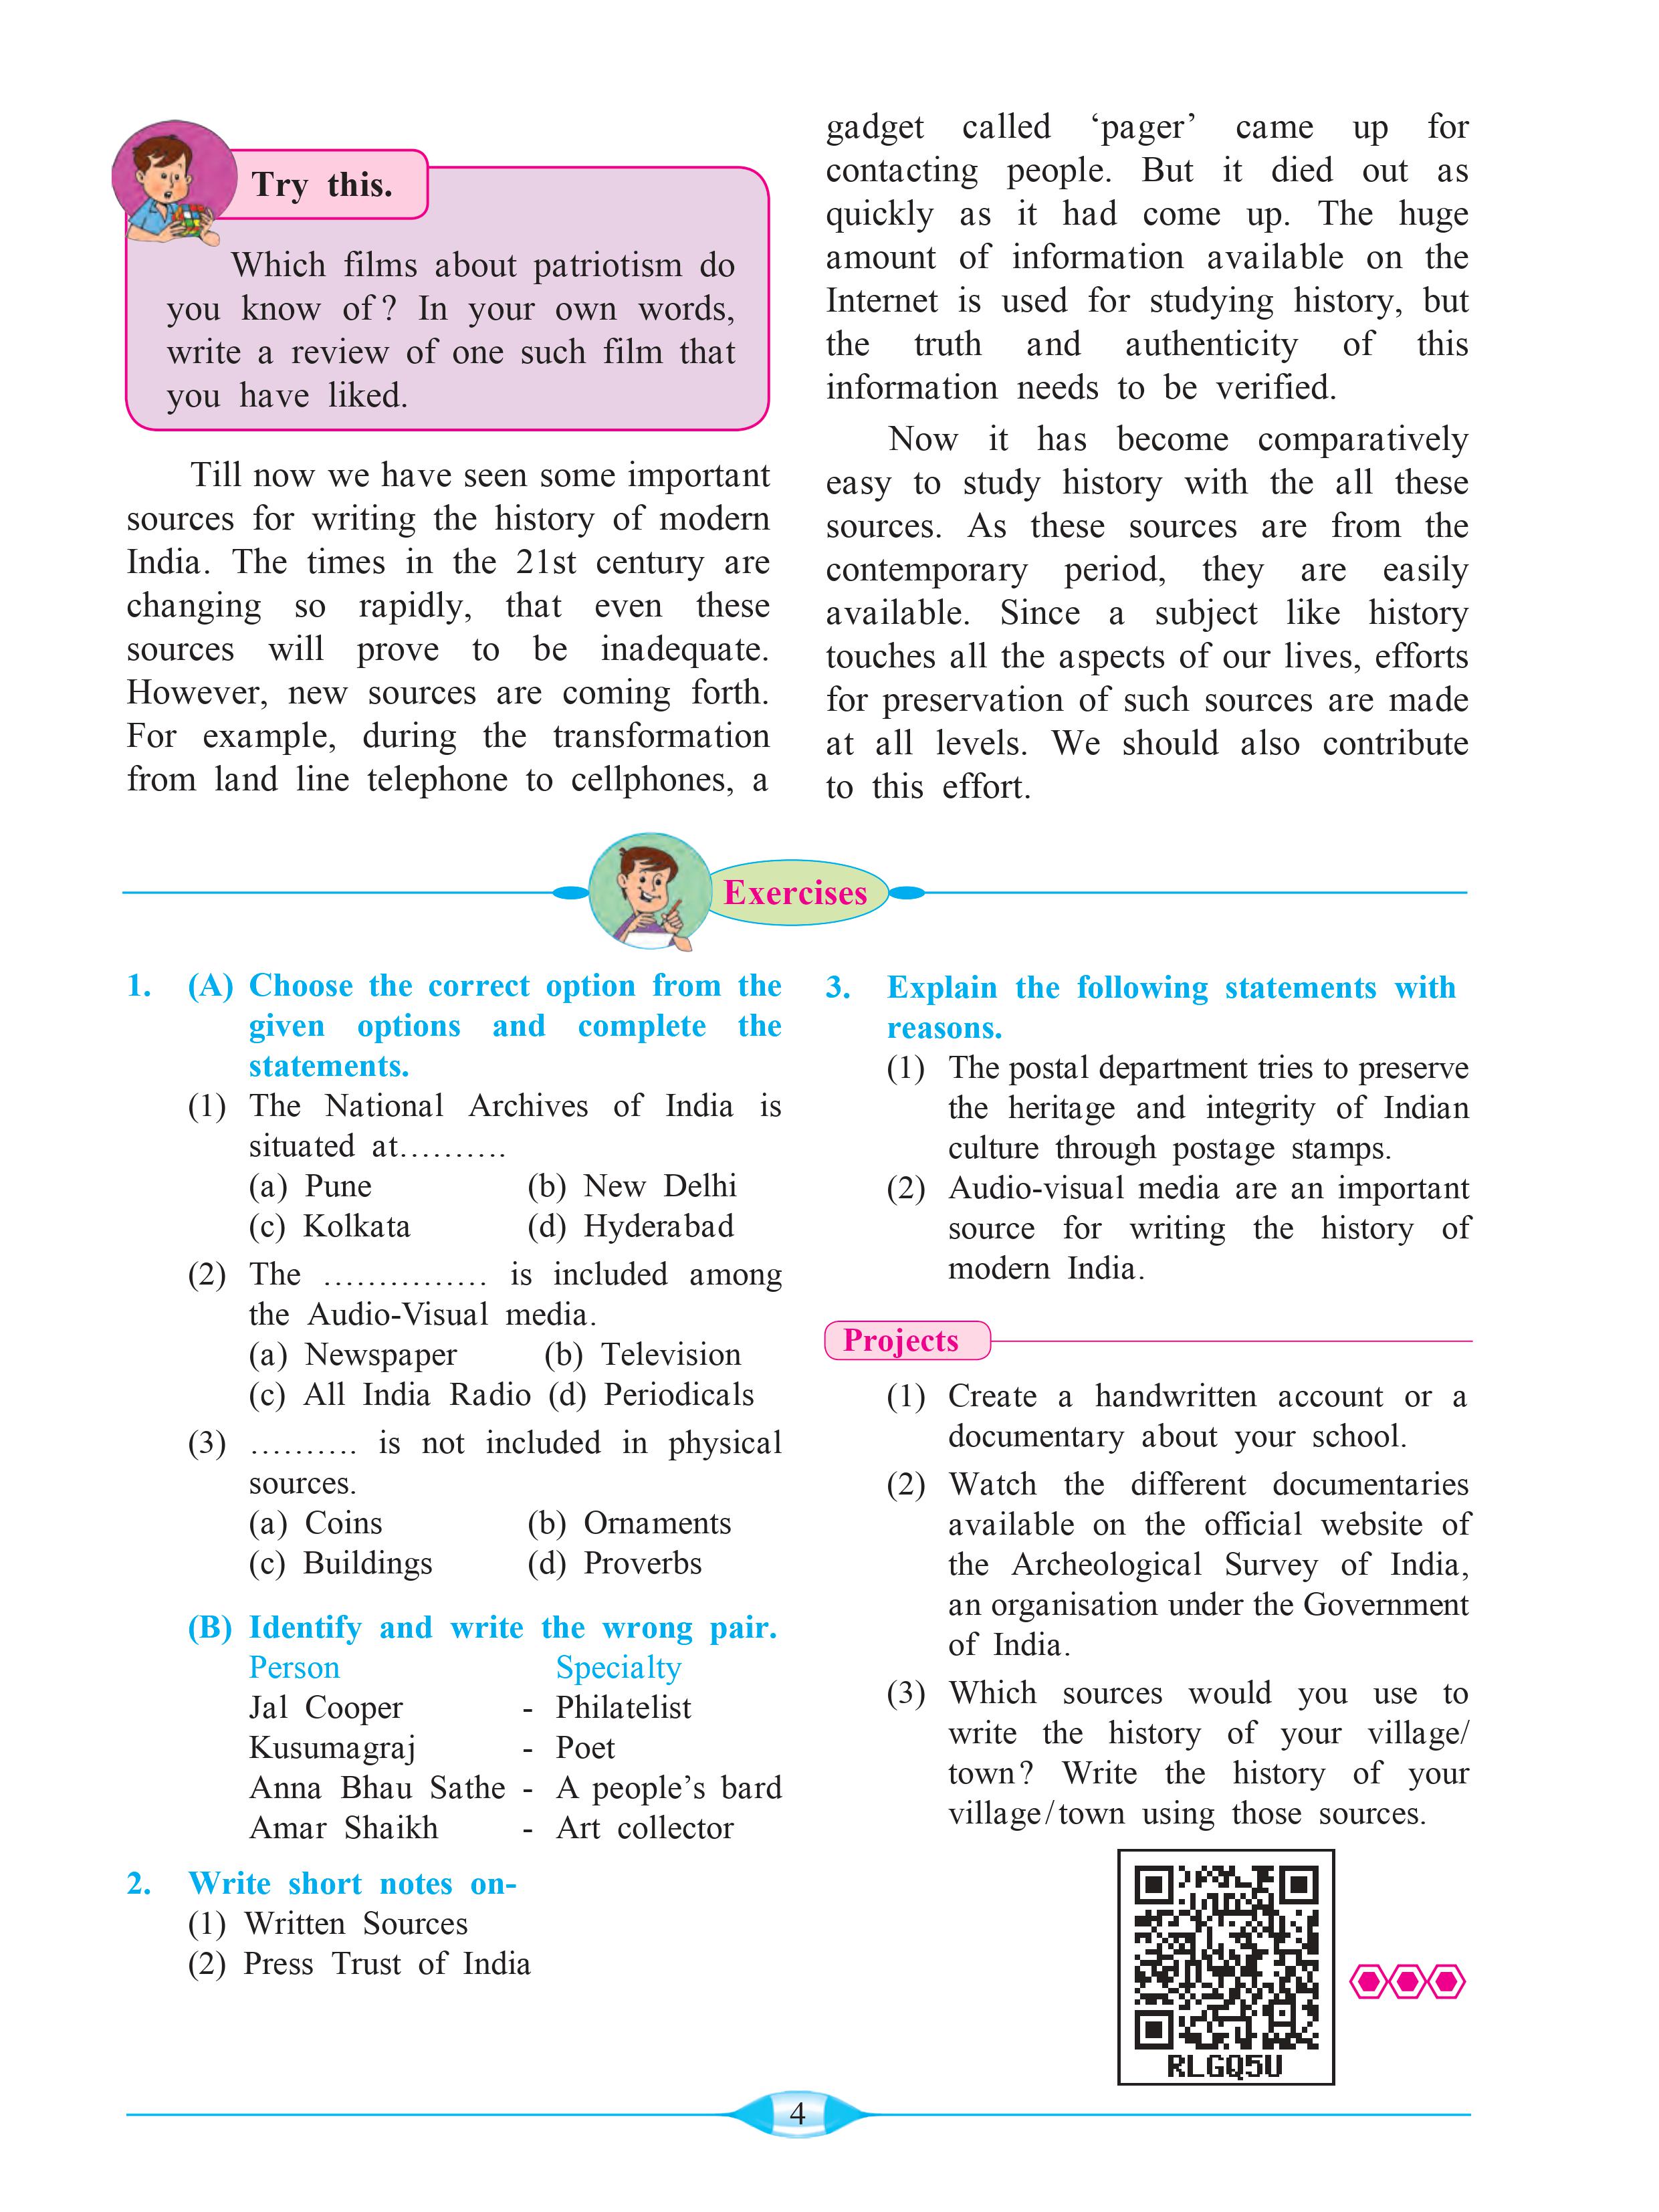 Try this.
Which films about patriotism do
you know of? In your own words,
write a review of one such film that
you have liked.
Till now we have seen some important
sources for writing the history of modern
India. The times in the 21st century are
changing so rapidly, that even these
sources will prove to be inadequate.
However, new sources are coming forth.
For example, during the transformation
from land line telephone to cellphones, a
gadget called ‘pager’ came up for
contacting people. But it died out as
quickly as it had come up. The huge
amount of information available on the
Internet is used for studying history, but
the truth and authenticity of this
information needs to be verified.
Now it has become comparatively
easy to study history with the all these
sources. As these sources are from the
contemporary period, they are easily
available. Since a subject like history
touches all the aspects of our lives, efforts
for preservation of such sources are made
at all levels. We should also contribute
to this effort.
Exercises
1. (A) Choose the correct option from the
given options and complete the
statements.
(1) The National Archives of India is
situated at..........
(a) Pune (b) New Delhi
(c) Kolkata (d) Hyderabad
(2) The ............... is included among
the Audio-Visual media.
(a) Newspaper (b) Television
(c) All India Radio (d) Periodicals
(3) .......... is not included in physical
sources.
(a) Coins (b) Ornaments
(c) Buildings (d) Proverbs
(B) Identify and write the wrong pair.
Person Specialty
Jal Cooper - Philatelist
Kusumagraj - Poet
Anna Bhau Sathe - A people’s bard
Amar Shaikh - Art collector
2. Write short notes on-
(1) Written Sources
(2) Press Trust of India
3. Explain the following statements with
reasons.
(1) The postal department tries to preserve
the heritage and integrity of Indian
culture through postage stamps.
(2) Audio-visual media are an important
source for writing the history of
modern India.
Projects
(1) Create a handwritten account or a
documentary about your school.
(2) Watch the different documentaries
available on the official website of
the Archeological Survey of India,
an organisation under the Government
of India.
(3) Which sources would you use to
write the history of your village/
town? Write the history of your
village/town using those sources.
RLGQ5U
4